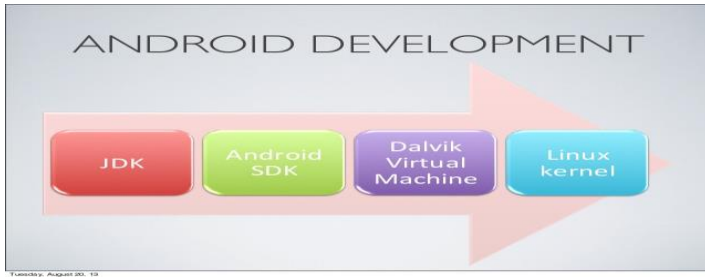 ANDROID DEVELOPMENT
JDK
Android
SDK
Dalvik
Virtual
Machine
Linux
kernel
Tuesday, August 20, 13